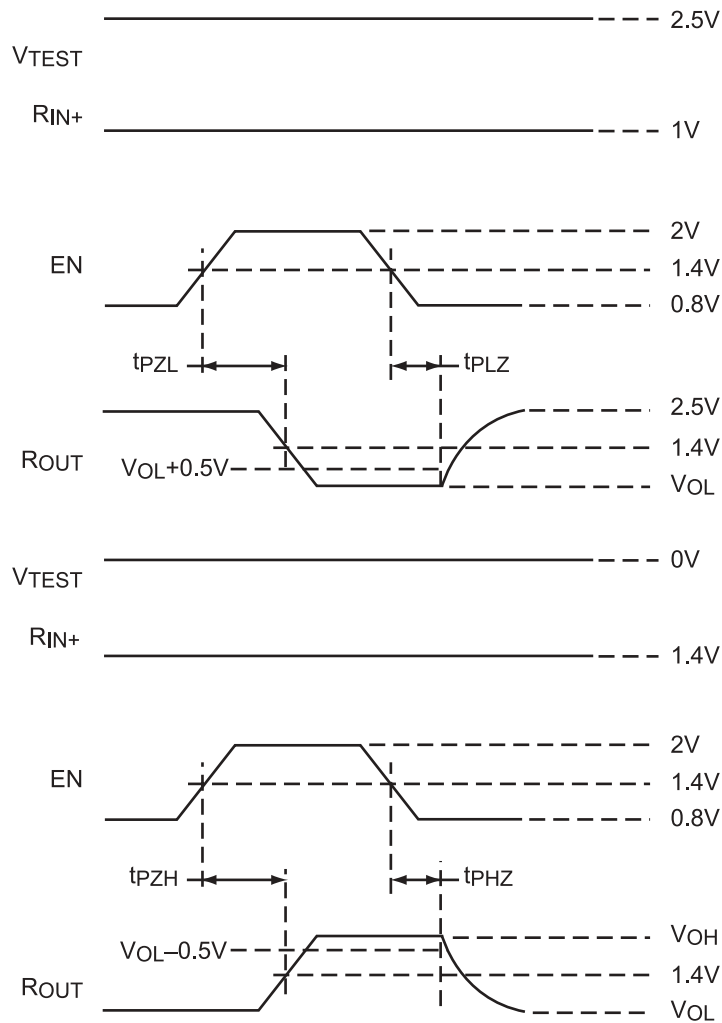 VTEST
2.5V
RIN+
1V
EN
2V
1.4V
0.8V
tPZL
tPLZ
ROUT
2.5V
1.4V
VOL+0.5V
VOL
VTEST
0V
RIN+
1.4V
EN
2V
1.4V
0.8V
tPZH
tPHZ
VOH
VOL–0.5V
1.4V
ROUT
VOL